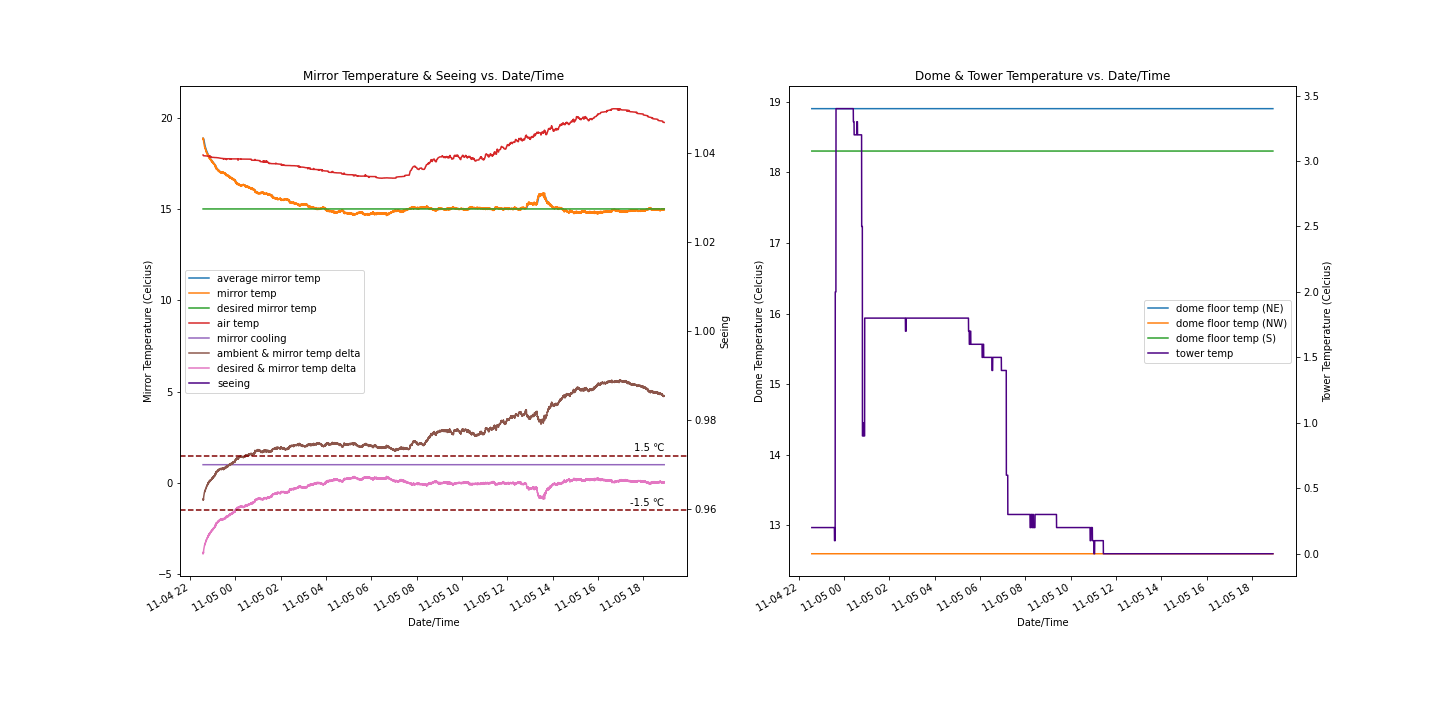 Mirror Temperature & Seeing vs. Date/Time
Mirror Temperature (Celcius)
20
15
10
5
0
−5
1.04
1.02
1.00
0.98
0.96
Seeing
average mirror temp
mirror temp
desired mirror temp
air temp
mirror cooling
ambient & mirror temp delta
desired & mirror temp delta
seeing
1.5 °C
-1.5 °C
11-04 22
11-05 00
11-05 02
11-05 04
11-05 06
11-05 08
11-05 10
11-05 12
11-05 14
11-05 16
11-05 18
Date/Time
Dome & Tower Temperature vs. Date/Time
Dome Temperature (Celcius)
19
18
17
16
15
14
13
3.5
3.0
2.5
2.0
1.5
1.0
0.5
0.0
Tower Temperature (Celcius)
dome floor temp (NE)
dome floor temp (NW)
dome floor temp (S)
tower temp
11-04 22
11-05 00
11-05 02
11-05 04
11-05 06
11-05 08
11-05 10
11-05 12
11-05 14
11-05 16
11-05 18
Date/Time